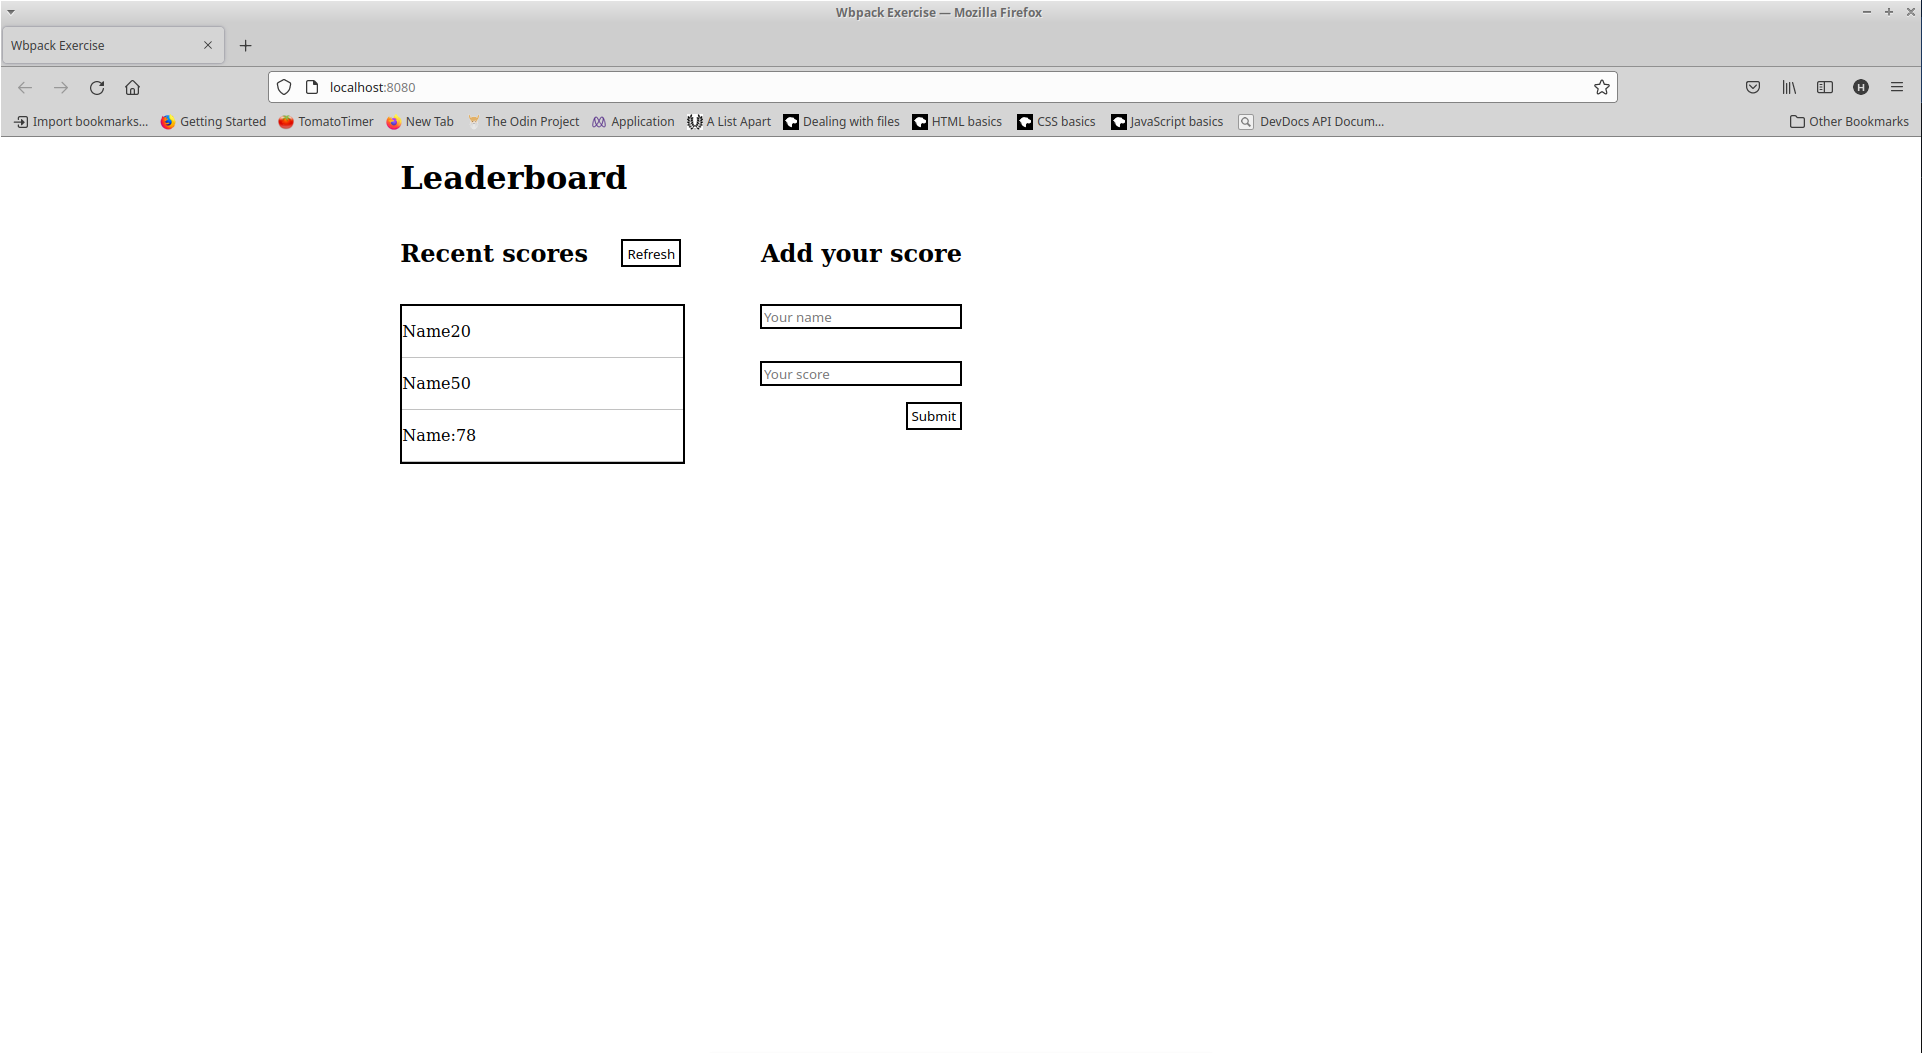 Wbpack Exercise — Mozilla Firefox
Wbpack Exercise
localhost:8080
H
Import bookmarks... Getting Started TomatoTimer New Tab The Odin Project Application A List Apart Dealing with files HTML basics CSS basics JavaScript basics DevDocs API Docum... Other Bookmarks
Leaderboard
Recent scores Refresh
Name20
Name50
Name:78
Add your score
Your name
Your score
Submit